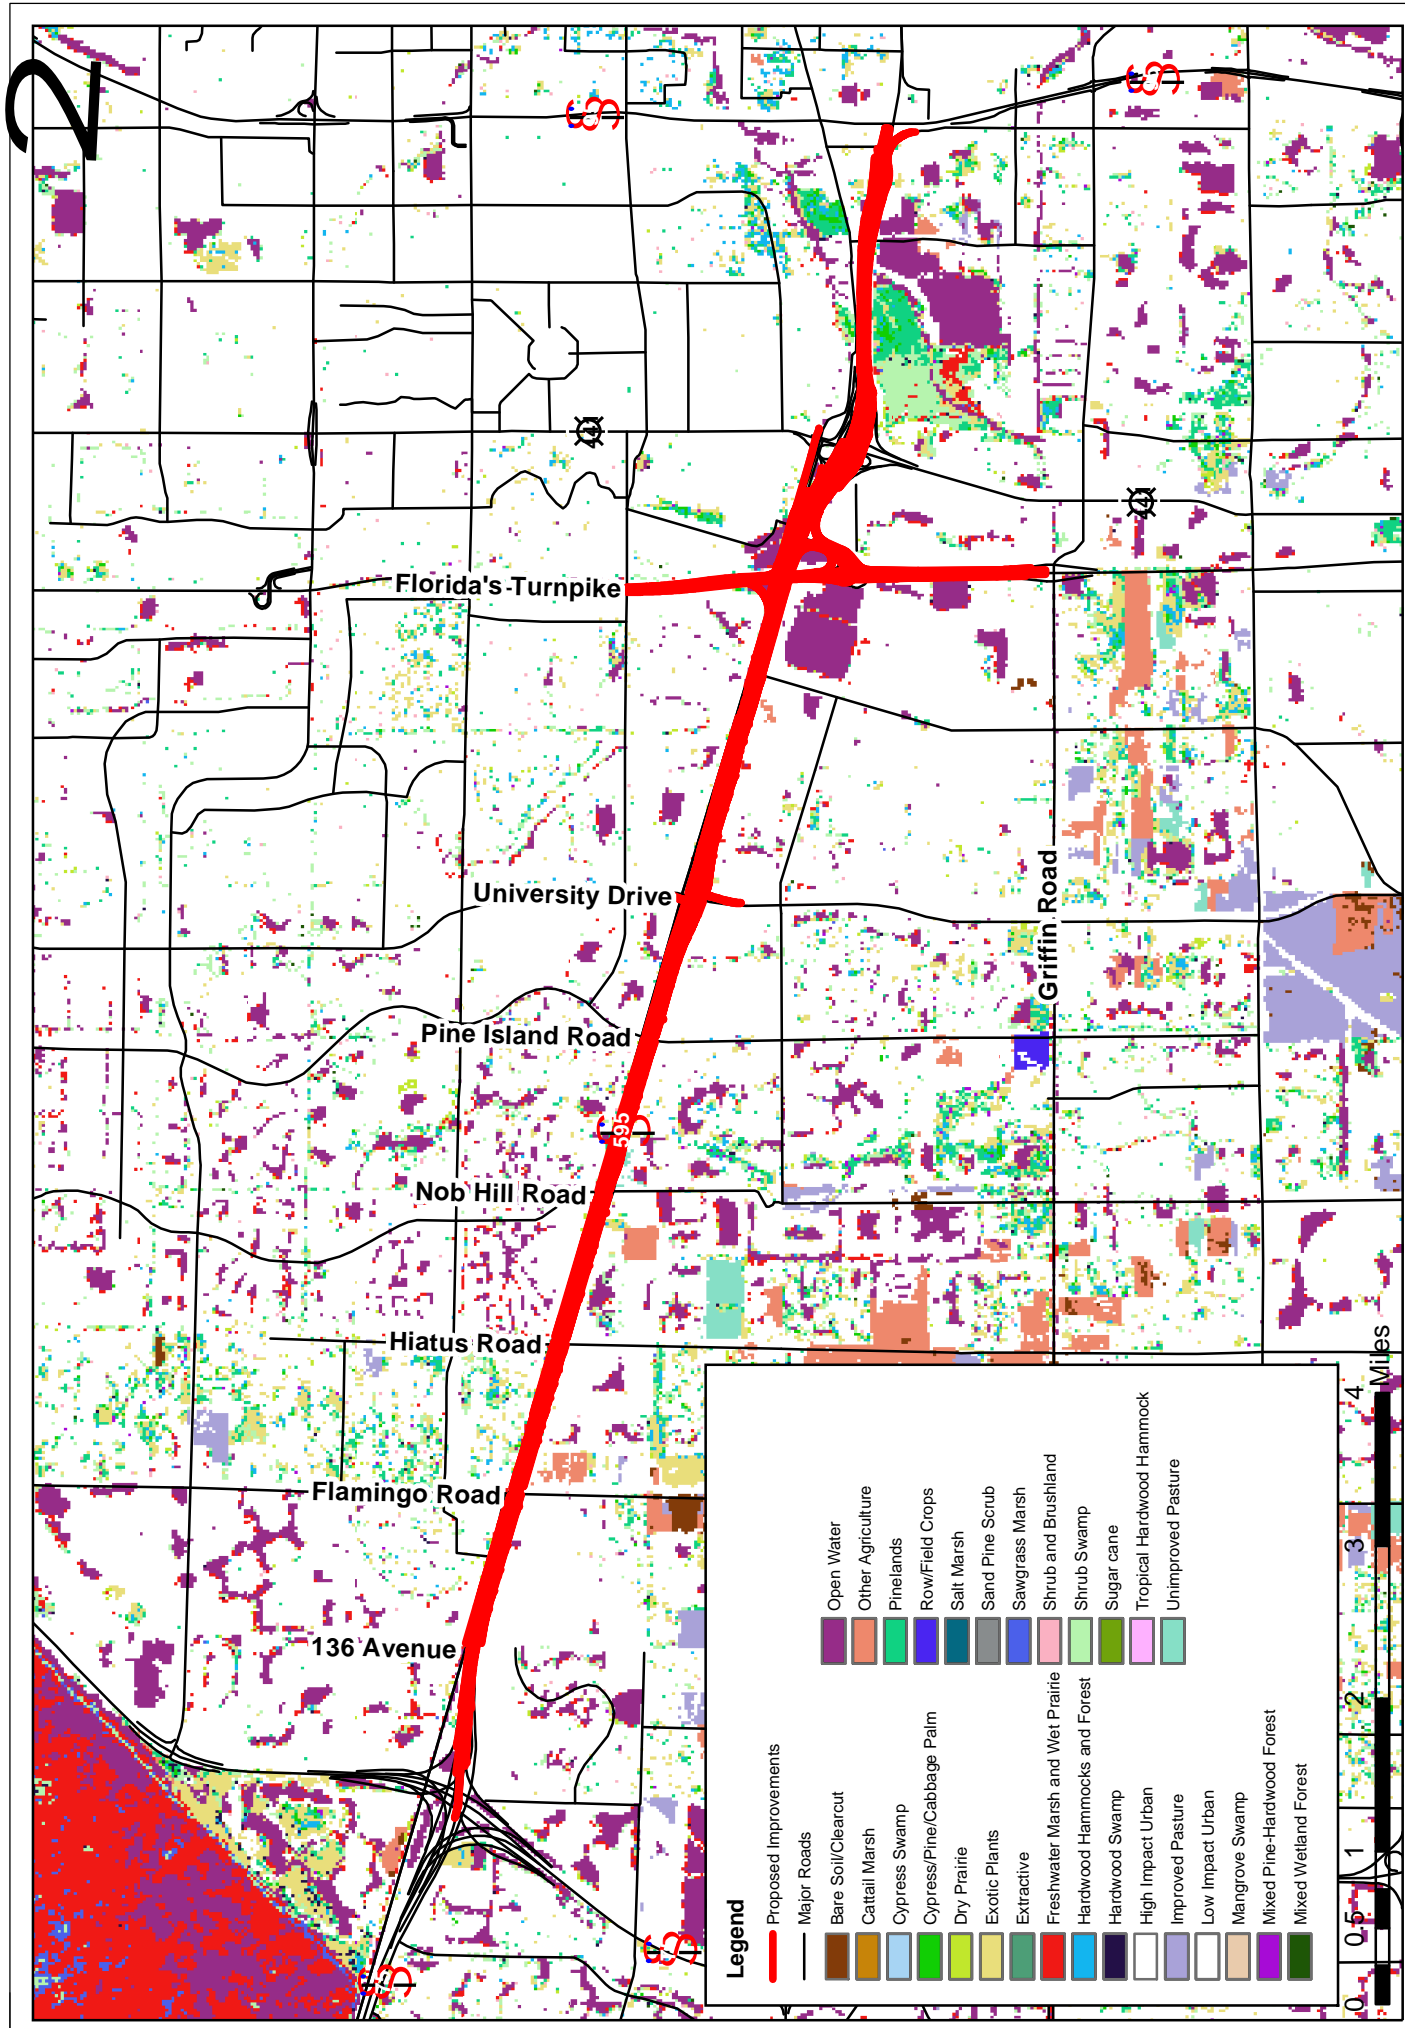 2
Florida's Turnpike
University Drive
Griffin Road
Pine Island Road
595
Nob Hill Road
Hiatus Road
Flamingo Road
136 Avenue
441
441
Legend
Proposed Improvements
Major Roads
Bare Soil/Clearcut
Cattail Marsh
Cypress Swamp
Cypress/Pine/Cabbage Palm
Dry Prairie
Exotic Plants
Extractive
Freshwater Marsh and Wet Prairie
Hardwood Hammocks and Forest
Hardwood Swamp
High Impact Urban
Improved Pasture
Low Impact Urban
Mangrove Swamp
Mixed Pine-Hardwood Forest
Mixed Wetland Forest
Open Water
Other Agriculture
Pinelands
Row/Field Crops
Salt Marsh
Sand Pine Scrub
Sawgrass Marsh
Shrub and Brushland
Shrub Swamp
Sugar cane
Tropical Hardwood Hammock
Unimproved Pasture
0 0.5 1 2 3 4
Miles